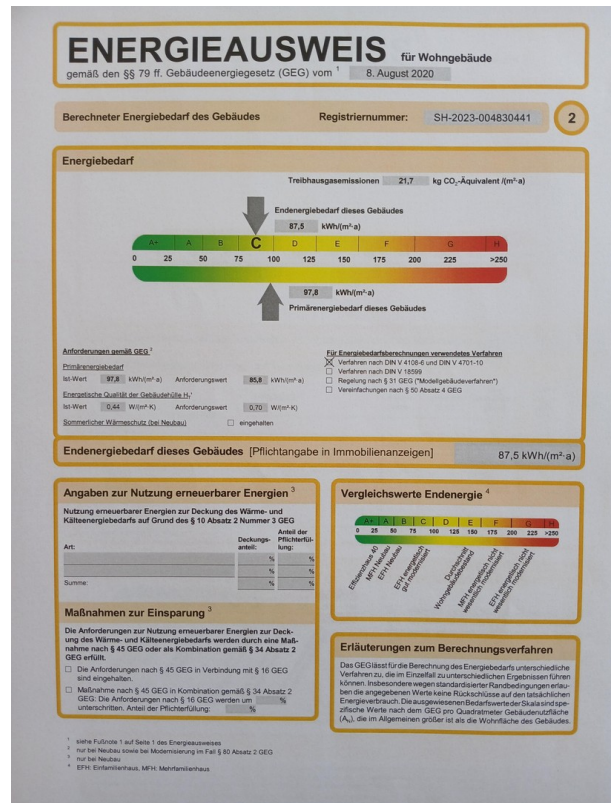 ENERGIEAUSWEIS für Wohngebäude
gemäß den §§ 79 ff. Gebäudeenergiegesetz (GEG) vom ¹ 8. August 2020
Berechneter Energiebedarf des Gebäudes Registriernummer: SH-2023-004830441 2
Energiebedarf
Treibhausgasemissionen 21,7 kg CO₂-Äquivalent /(m²·a)
Endenergiebedarf dieses Gebäudes
87,5 kWh/(m²·a)
A+ A B C D E F G H
0 25 50 75 100 125 150 175 200 225 >250
97,8 kWh/(m²·a)
Primärenergiebedarf dieses Gebäudes
Anforderungen gemäß GEG ²
Primärenergiebedarf
Ist-Wert 97,8 kWh/(m²·a) Anforderungswert 85,8 kWh/(m²·a)
Energetische Qualität der Gebäudehülle H_T'
Ist-Wert 0,44 W/(m²·K) Anforderungswert 0,70 W/(m²·K)
Sommerlicher Wärmeschutz (bei Neubau) ☐ eingehalten
Für Energiebedarfsberechnungen verwendetes Verfahren
☒ Verfahren nach DIN V 4108-6 und DIN V 4701-10
☐ Verfahren nach DIN V 18599
☐ Regelung nach § 31 GEG ("Modellgebäudeverfahren")
☐ Vereinfachungen nach § 50 Absatz 4 GEG
Endenergiebedarf dieses Gebäudes [Pflichtangabe in Immobilienanzeigen] 87,5 kWh/(m²·a)
Angaben zur Nutzung erneuerbarer Energien ³
Nutzung erneuerbarer Energien zur Deckung des Wärme- und
Kälteenergiebedarfs auf Grund des § 10 Absatz 2 Nummer 3 GEG
Art: Deckungs- Anteil der
anteil: Pflichterfül-
lung:
% %
% %
Summe: % %
Maßnahmen zur Einsparung ³
Die Anforderungen zur Nutzung erneuerbarer Energien zur Deck-
ung des Wärme- und Kälteenergiebedarfs werden durch eine Maß-
nahme nach § 45 GEG oder als Kombination gemäß § 34 Absatz 2
GEG erfüllt.
☐ Die Anforderungen nach § 45 GEG in Verbindung mit § 16 GEG
sind eingehalten.
☐ Maßnahme nach § 45 GEG in Kombination gemäß § 34 Absatz 2
GEG: Die Anforderungen nach § 16 GEG werden um %
unterschritten. Anteil der Pflichterfüllung: %
Vergleichswerte Endenergie ⁴
A+ A B C D E F G H
0 25 50 75 100 125 150 175 200 225 >250
Effizienzhaus 40
MFH Neubau
EFH Neubau
EFH energetisch
gut modernisiert
Durchschnitt
Wohngebäudebestand
MFH energetisch nicht
wesentlich modernisiert
EFH energetisch nicht
wesentlich modernisiert
Erläuterungen zum Berechnungsverfahren
Das GEG lässt für die Berechnung des Energiebedarfs unterschiedliche
Verfahren zu, die im Einzelfall zu unterschiedlichen Ergebnissen führen
können. Insbesondere wegen standardisierter Randbedingungen erlau-
ben die angegebenen Werte keine Rückschlüsse auf den tatsächlichen
Energieverbrauch. Die ausgewiesenen Bedarfswerte der Skala sind spe-
zifische Werte nach dem GEG pro Quadratmeter Gebäudenutzfläche
(A_N), die im Allgemeinen größer ist als die Wohnfläche des Gebäudes.
¹ siehe Fußnote 1 auf Seite 1 des Energieausweises
² nur bei Neubau sowie bei Modernisierung im Fall § 80 Absatz 2 GEG
³ nur bei Neubau
⁴ EFH: Einfamilienhaus, MFH: Mehrfamilienhaus